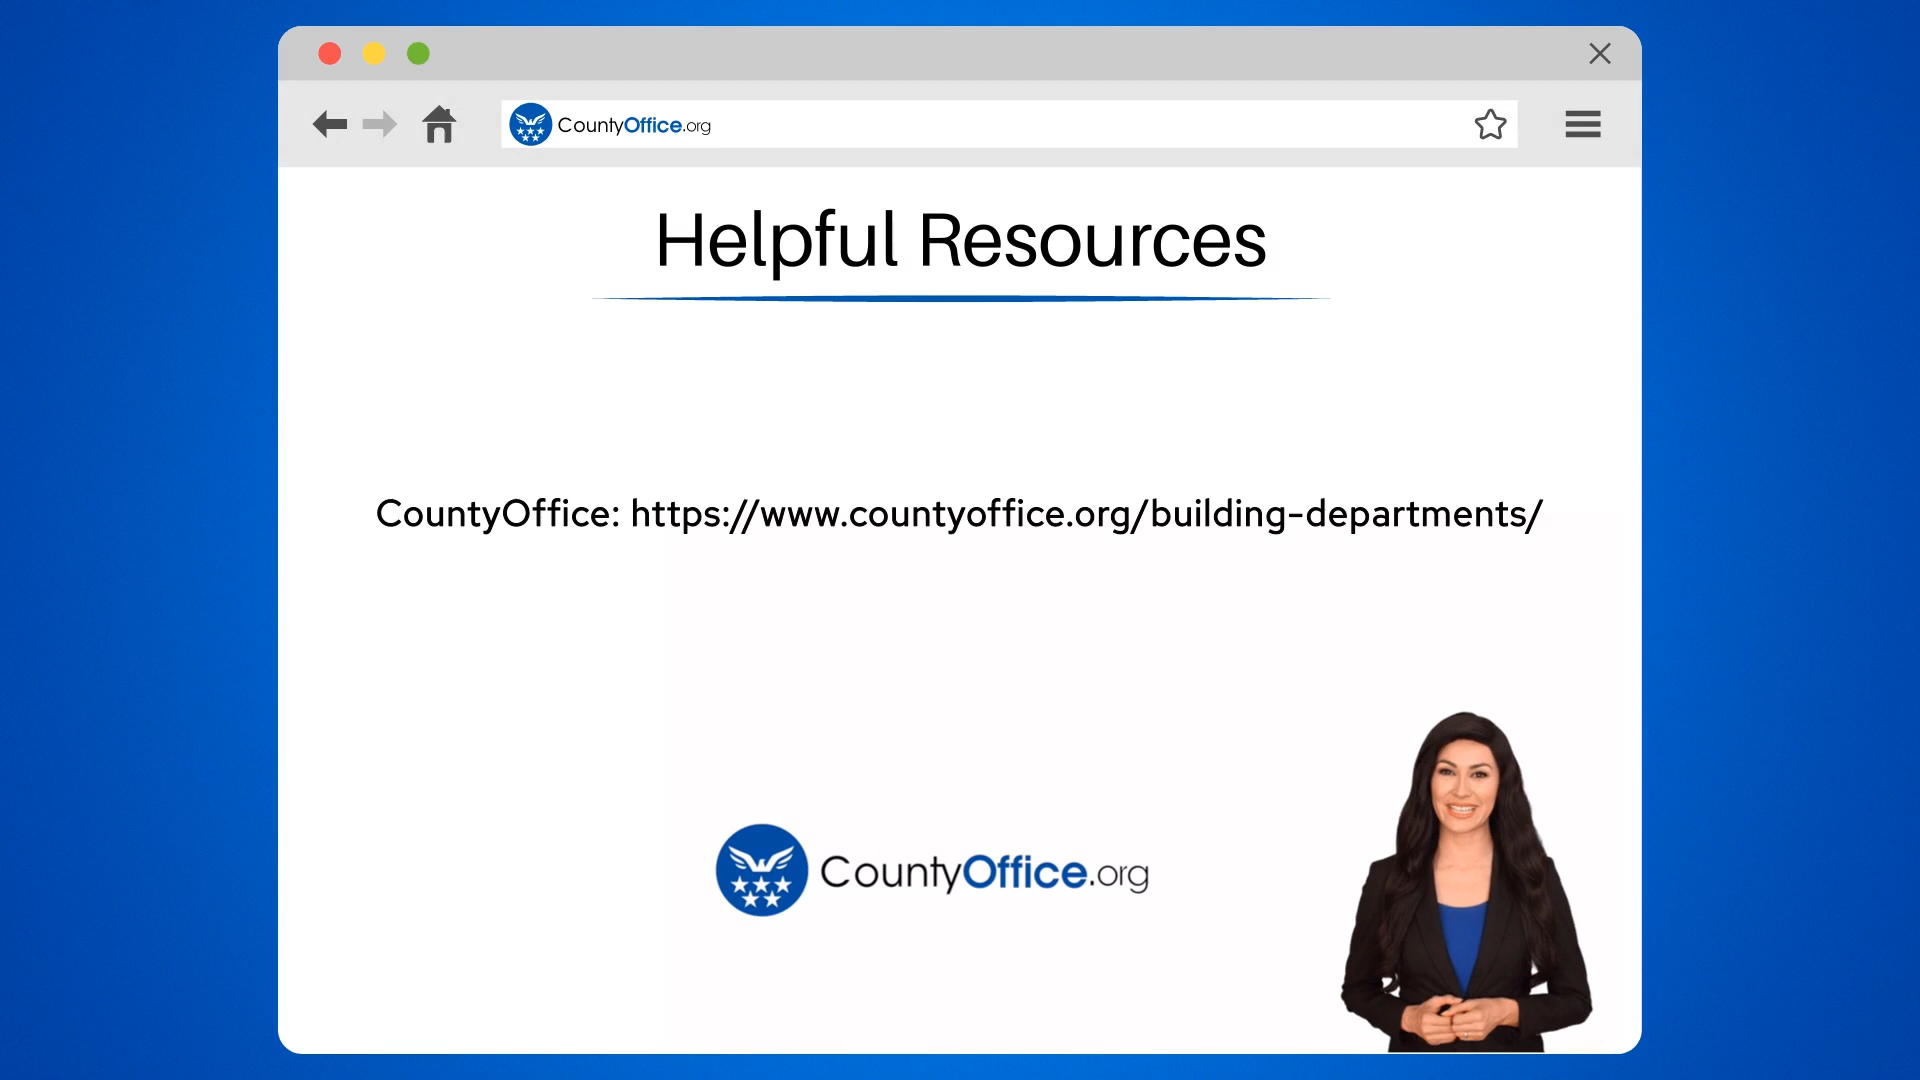 CountyOffice.org
Helpful Resources
CountyOffice: https://www.countyoffice.org/building-departments/
CountyOffice.org